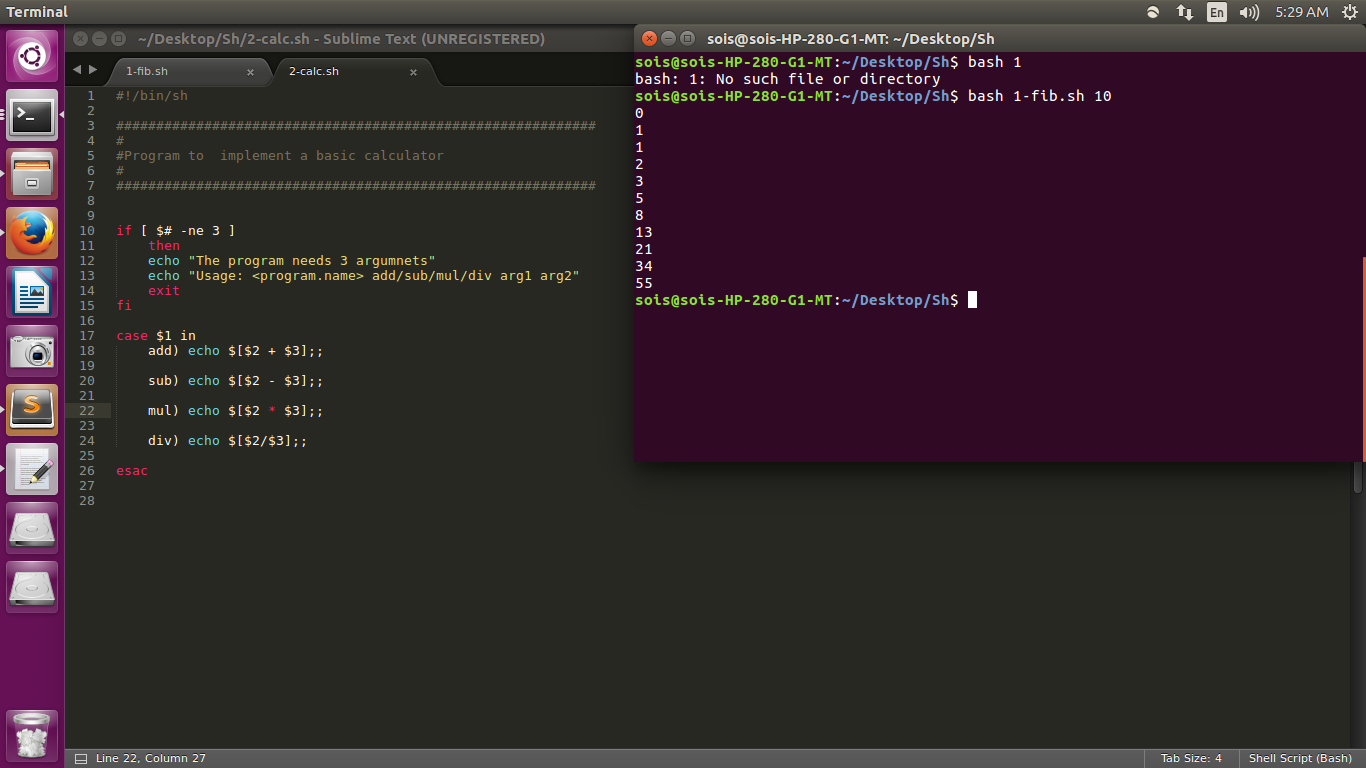 Terminal
En
5:29 AM
~/Desktop/Sh/2-calc.sh - Sublime Text (UNREGISTERED)
1-fib.sh
2-calc.sh
1 #!/bin/sh
2
3 ############################################################
4 #
5 #Program to  implement a basic calculator
6 #
7 ############################################################
8
9
10 if [ $# -ne 3 ]
11     then
12     echo "The program needs 3 argumnets"
13     echo "Usage: <program.name> add/sub/mul/div arg1 arg2"
14     exit
15 fi
16
17 case $1 in
18     add) echo $[$2 + $3];;
19
20     sub) echo $[$2 - $3];;
21
22     mul) echo $[$2 * $3];;
23
24     div) echo $[$2/$3];;
25
26 esac
27
28
sois@sois-HP-280-G1-MT: ~/Desktop/Sh
sois@sois-HP-280-G1-MT:~/Desktop/Sh$ bash 1
bash: 1: No such file or directory
sois@sois-HP-280-G1-MT:~/Desktop/Sh$ bash 1-fib.sh 10
0
1
1
2
3
5
8
13
21
34
55
sois@sois-HP-280-G1-MT:~/Desktop/Sh$
Line 22, Column 27
Tab Size: 4
Shell Script (Bash)